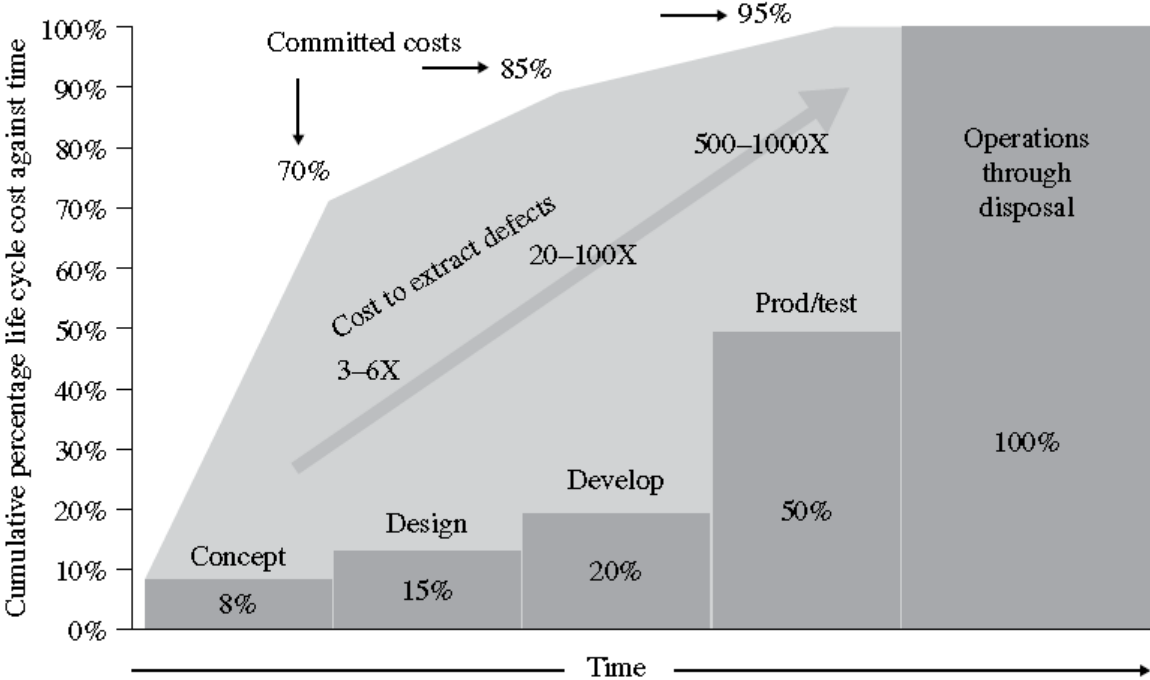 Cumulative percentage life cycle cost against time
100%
90%
80%
70%
60%
50%
40%
30%
20%
10%
0%
95%
Committed costs
85%
70%
Cost to extract defects
500–1000X
20–100X
3–6X
Operations
through
disposal
100%
Prod/test
50%
Develop
20%
Design
15%
Concept
8%
Time